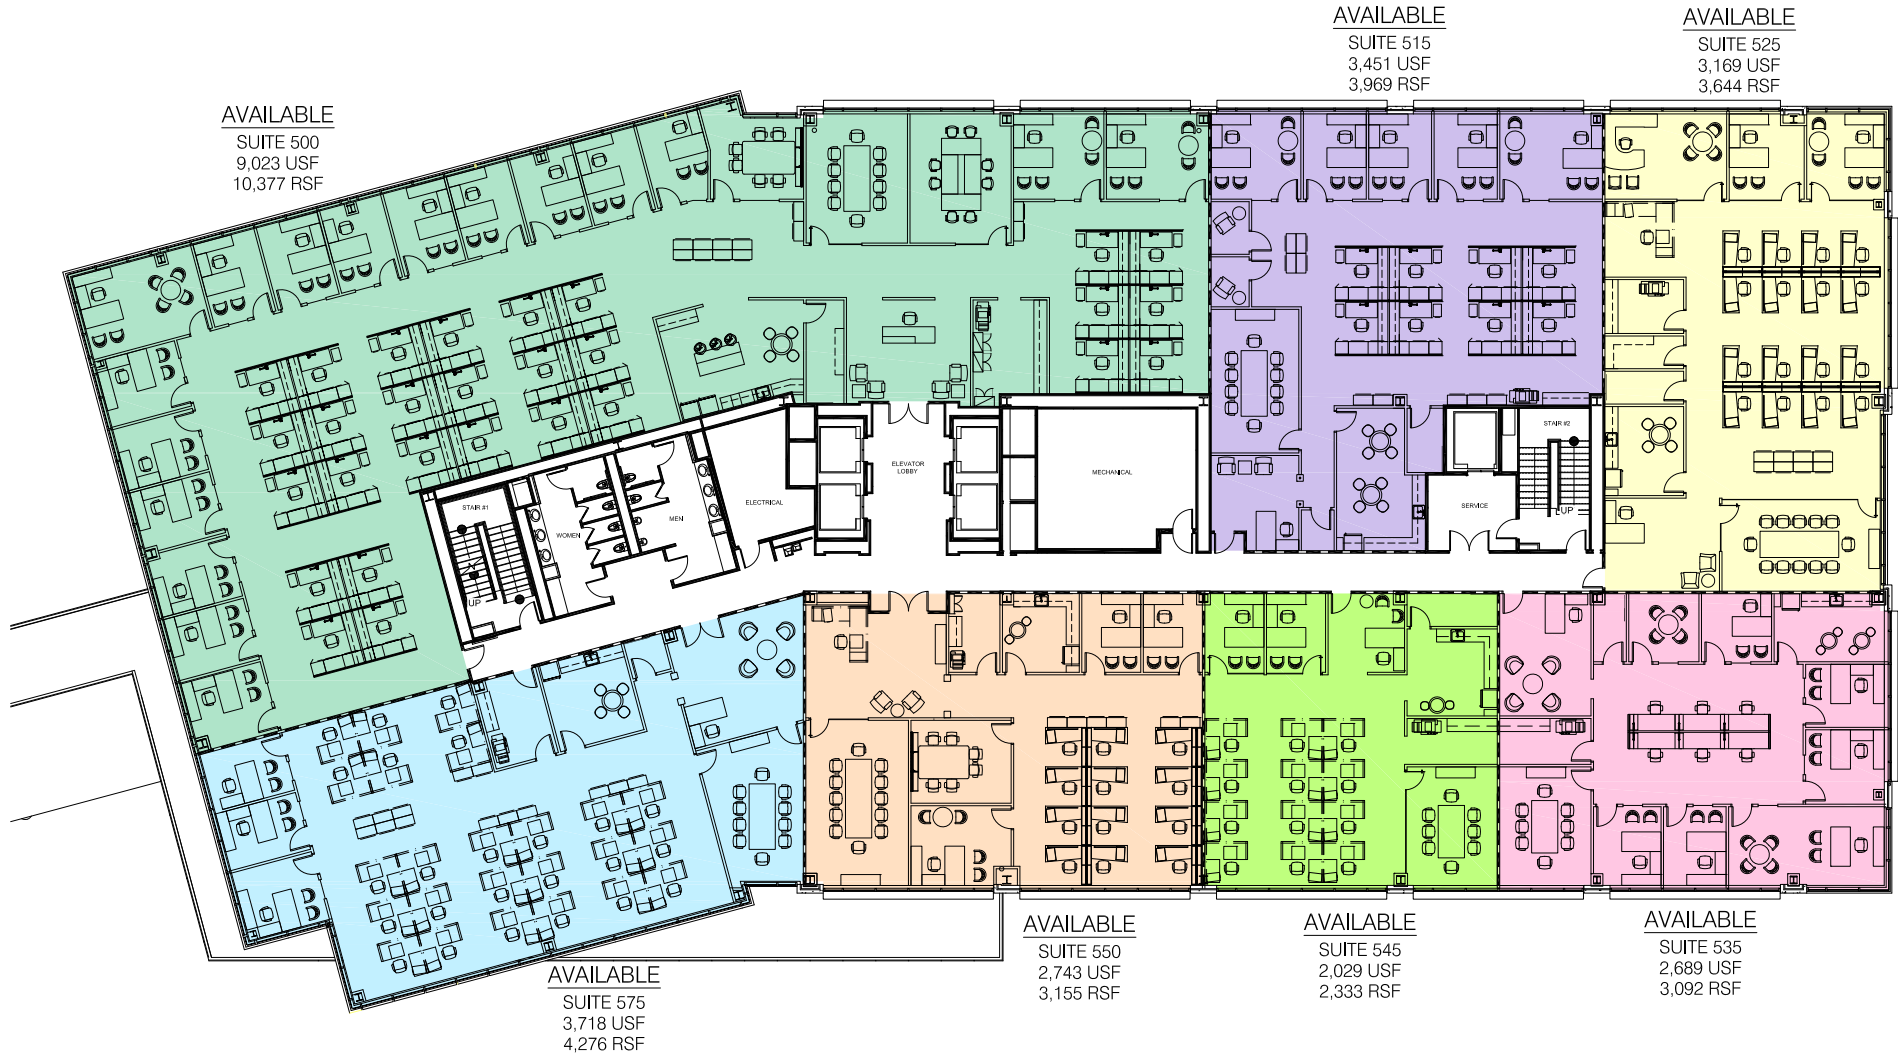 AVAILABLE
SUITE 515
3,451 USF
3,969 RSF
AVAILABLE
SUITE 525
3,169 USF
3,644 RSF
AVAILABLE
SUITE 500
9,023 USF
10,377 RSF
STAIR #1
UP
WOMEN
MEN
ELECTRICAL
ELEVATOR
LOBBY
MECHANICAL
SERVICE
STAIR #2
UP
AVAILABLE
SUITE 575
3,718 USF
4,276 RSF
AVAILABLE
SUITE 550
2,743 USF
3,155 RSF
AVAILABLE
SUITE 545
2,029 USF
2,333 RSF
AVAILABLE
SUITE 535
2,689 USF
3,092 RSF